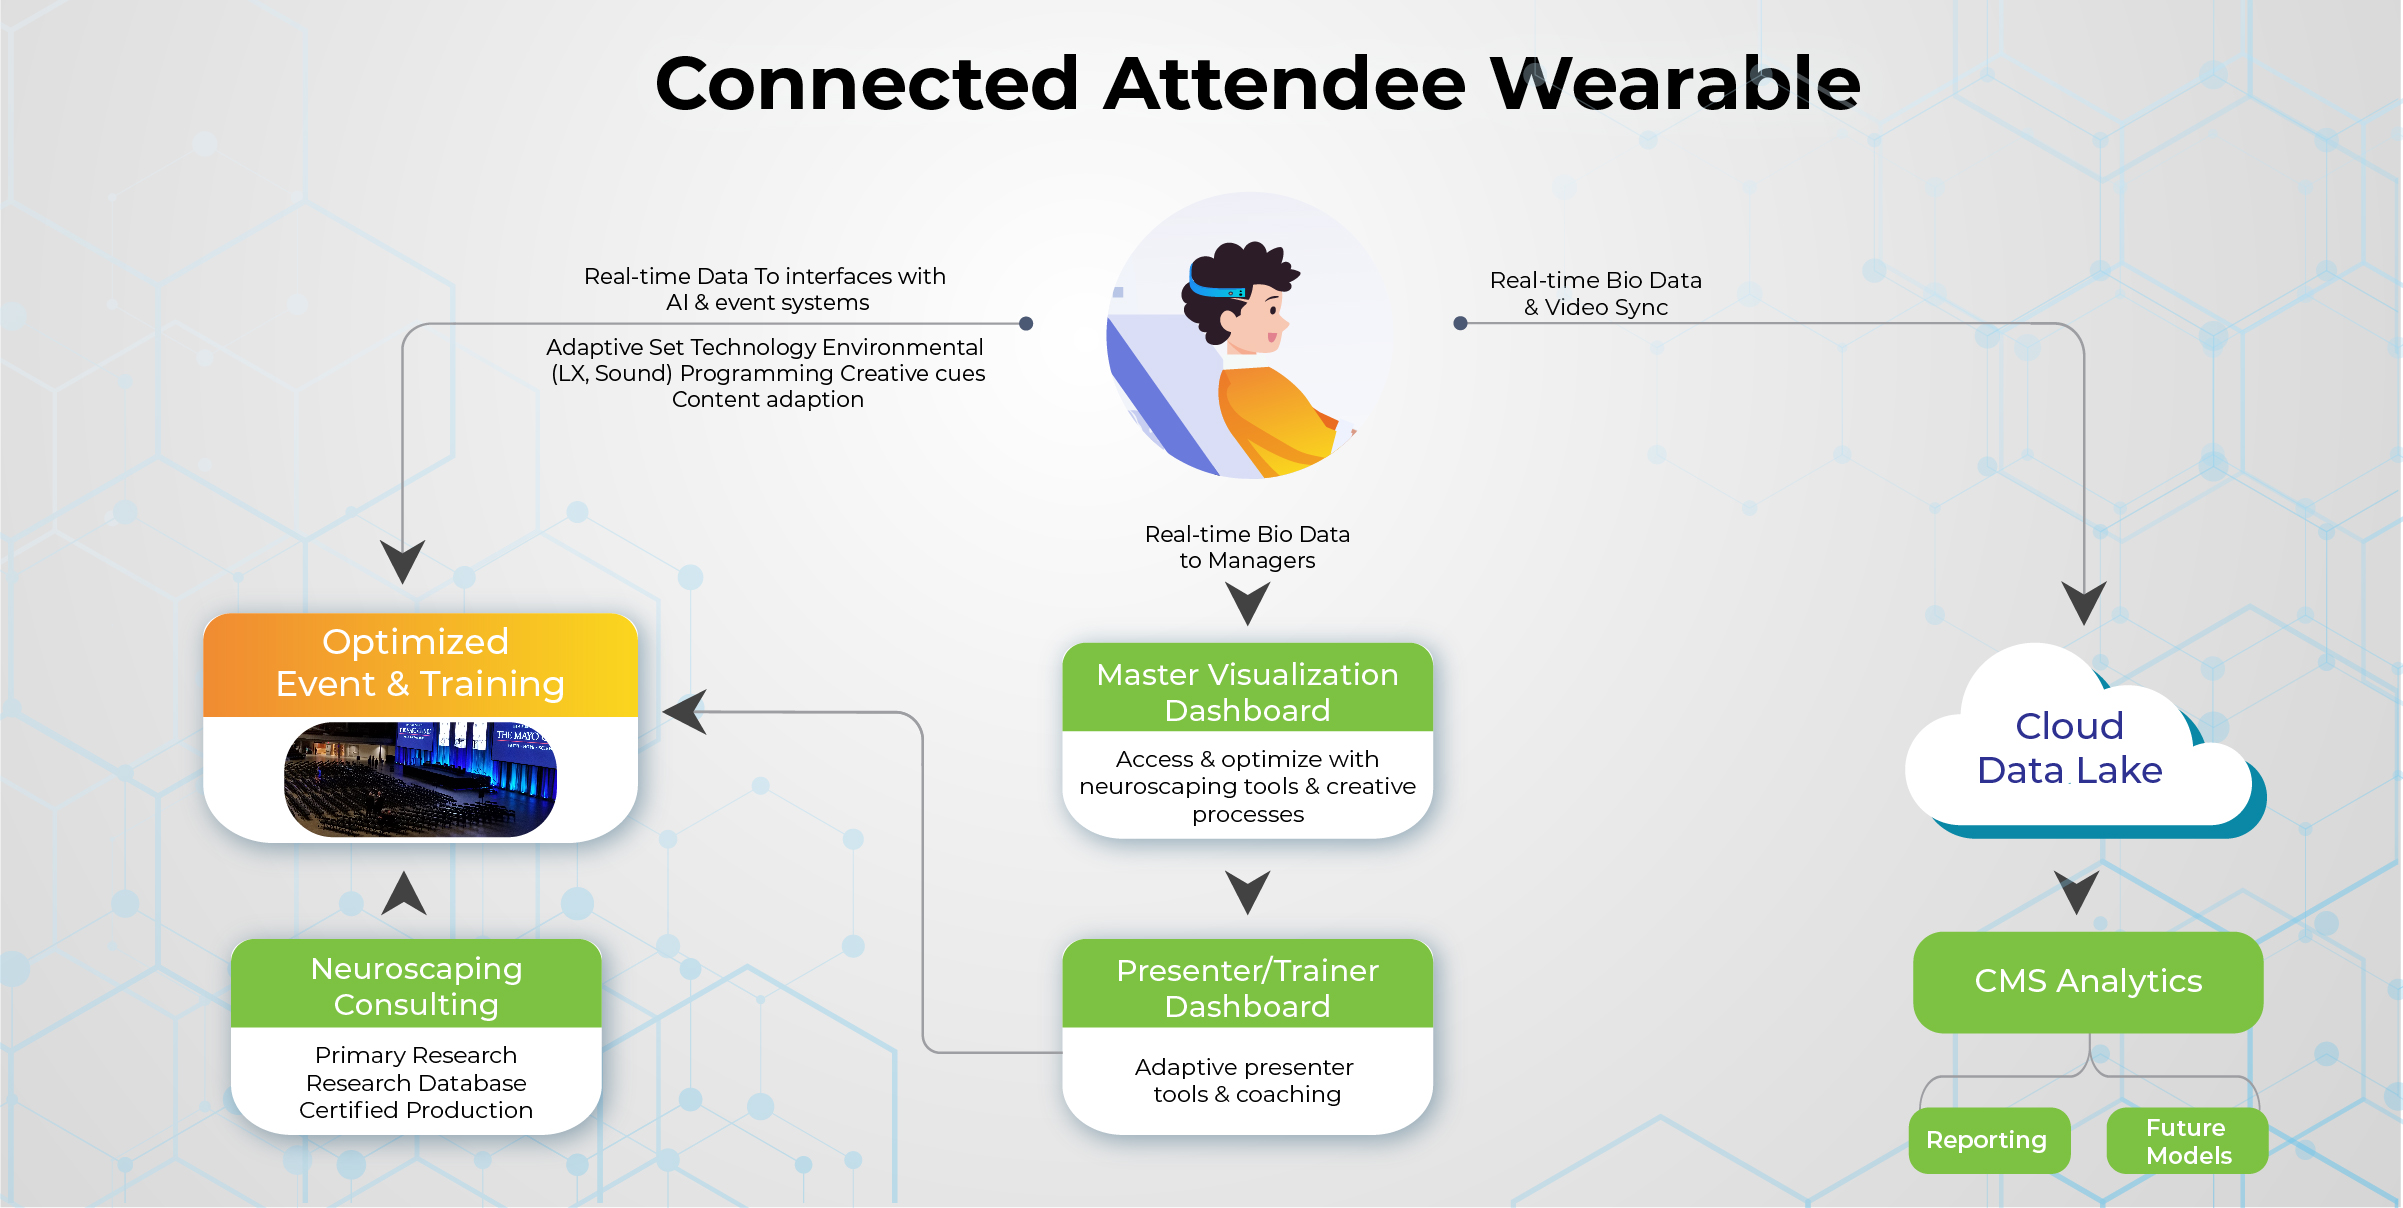 Connected Attendee Wearable
Real-time Data To interfaces with
AI & event systems
Adaptive Set Technology Environmental
(LX, Sound) Programming Creative cues
Content adaption
Real-time Bio Data
& Video Sync
Real-time Bio Data
to Managers
Optimized
Event & Training
THE MAYO
Master Visualization
Dashboard
Access & optimize with
neuroscaping tools & creative
processes
Cloud
Data Lake
Neuroscaping
Consulting
Primary Research
Research Database
Certified Production
Presenter/Trainer
Dashboard
Adaptive presenter
tools & coaching
CMS Analytics
Reporting
Future
Models